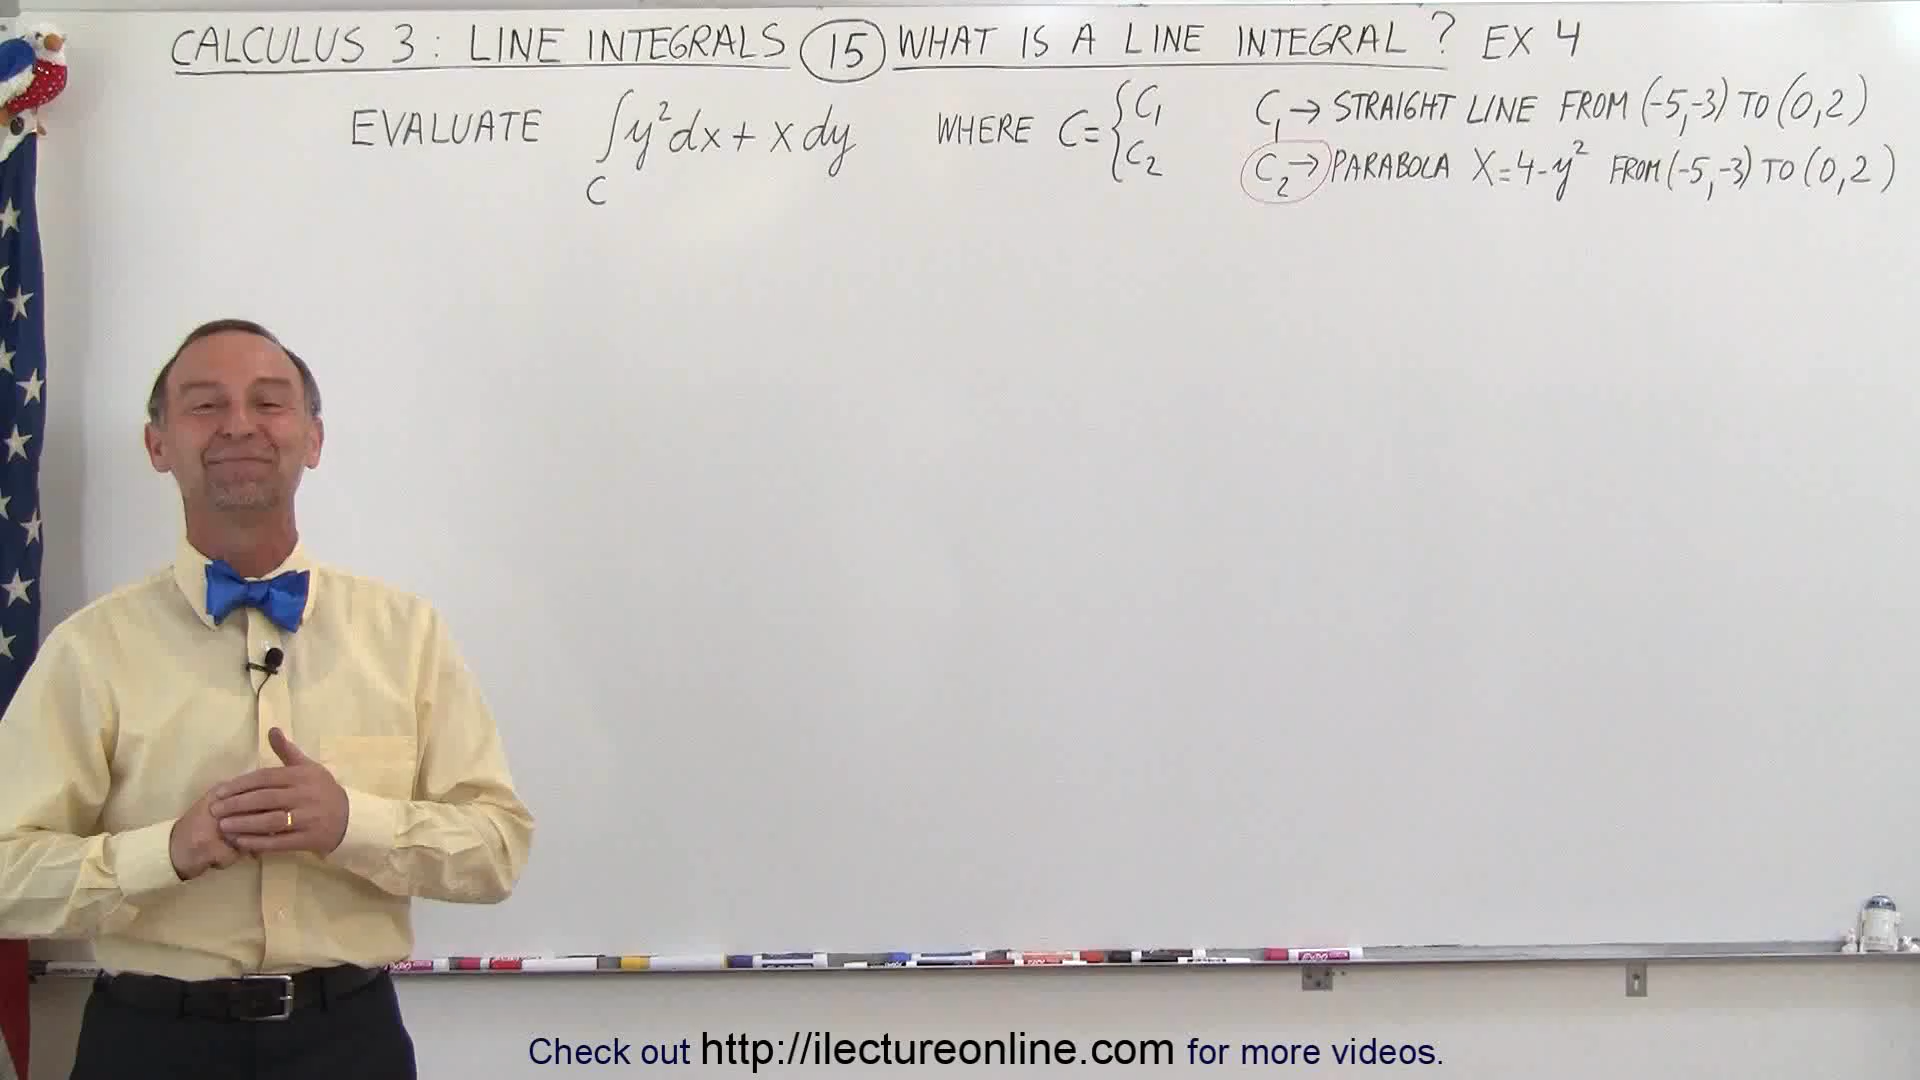 CALCULUS 3: LINE INTEGRALS 15 WHAT IS A LINE INTEGRAL? EX 4
EVALUATE ∫y²dx + x dy WHERE C = { C₁ C₁ → STRAIGHT LINE FROM (-5,-3) TO (0,2)
C C₂ C₂ → PARABOLA X = 4 - y² FROM (-5,-3) TO (0,2)
Check out http://ilectureonline.com for more videos.